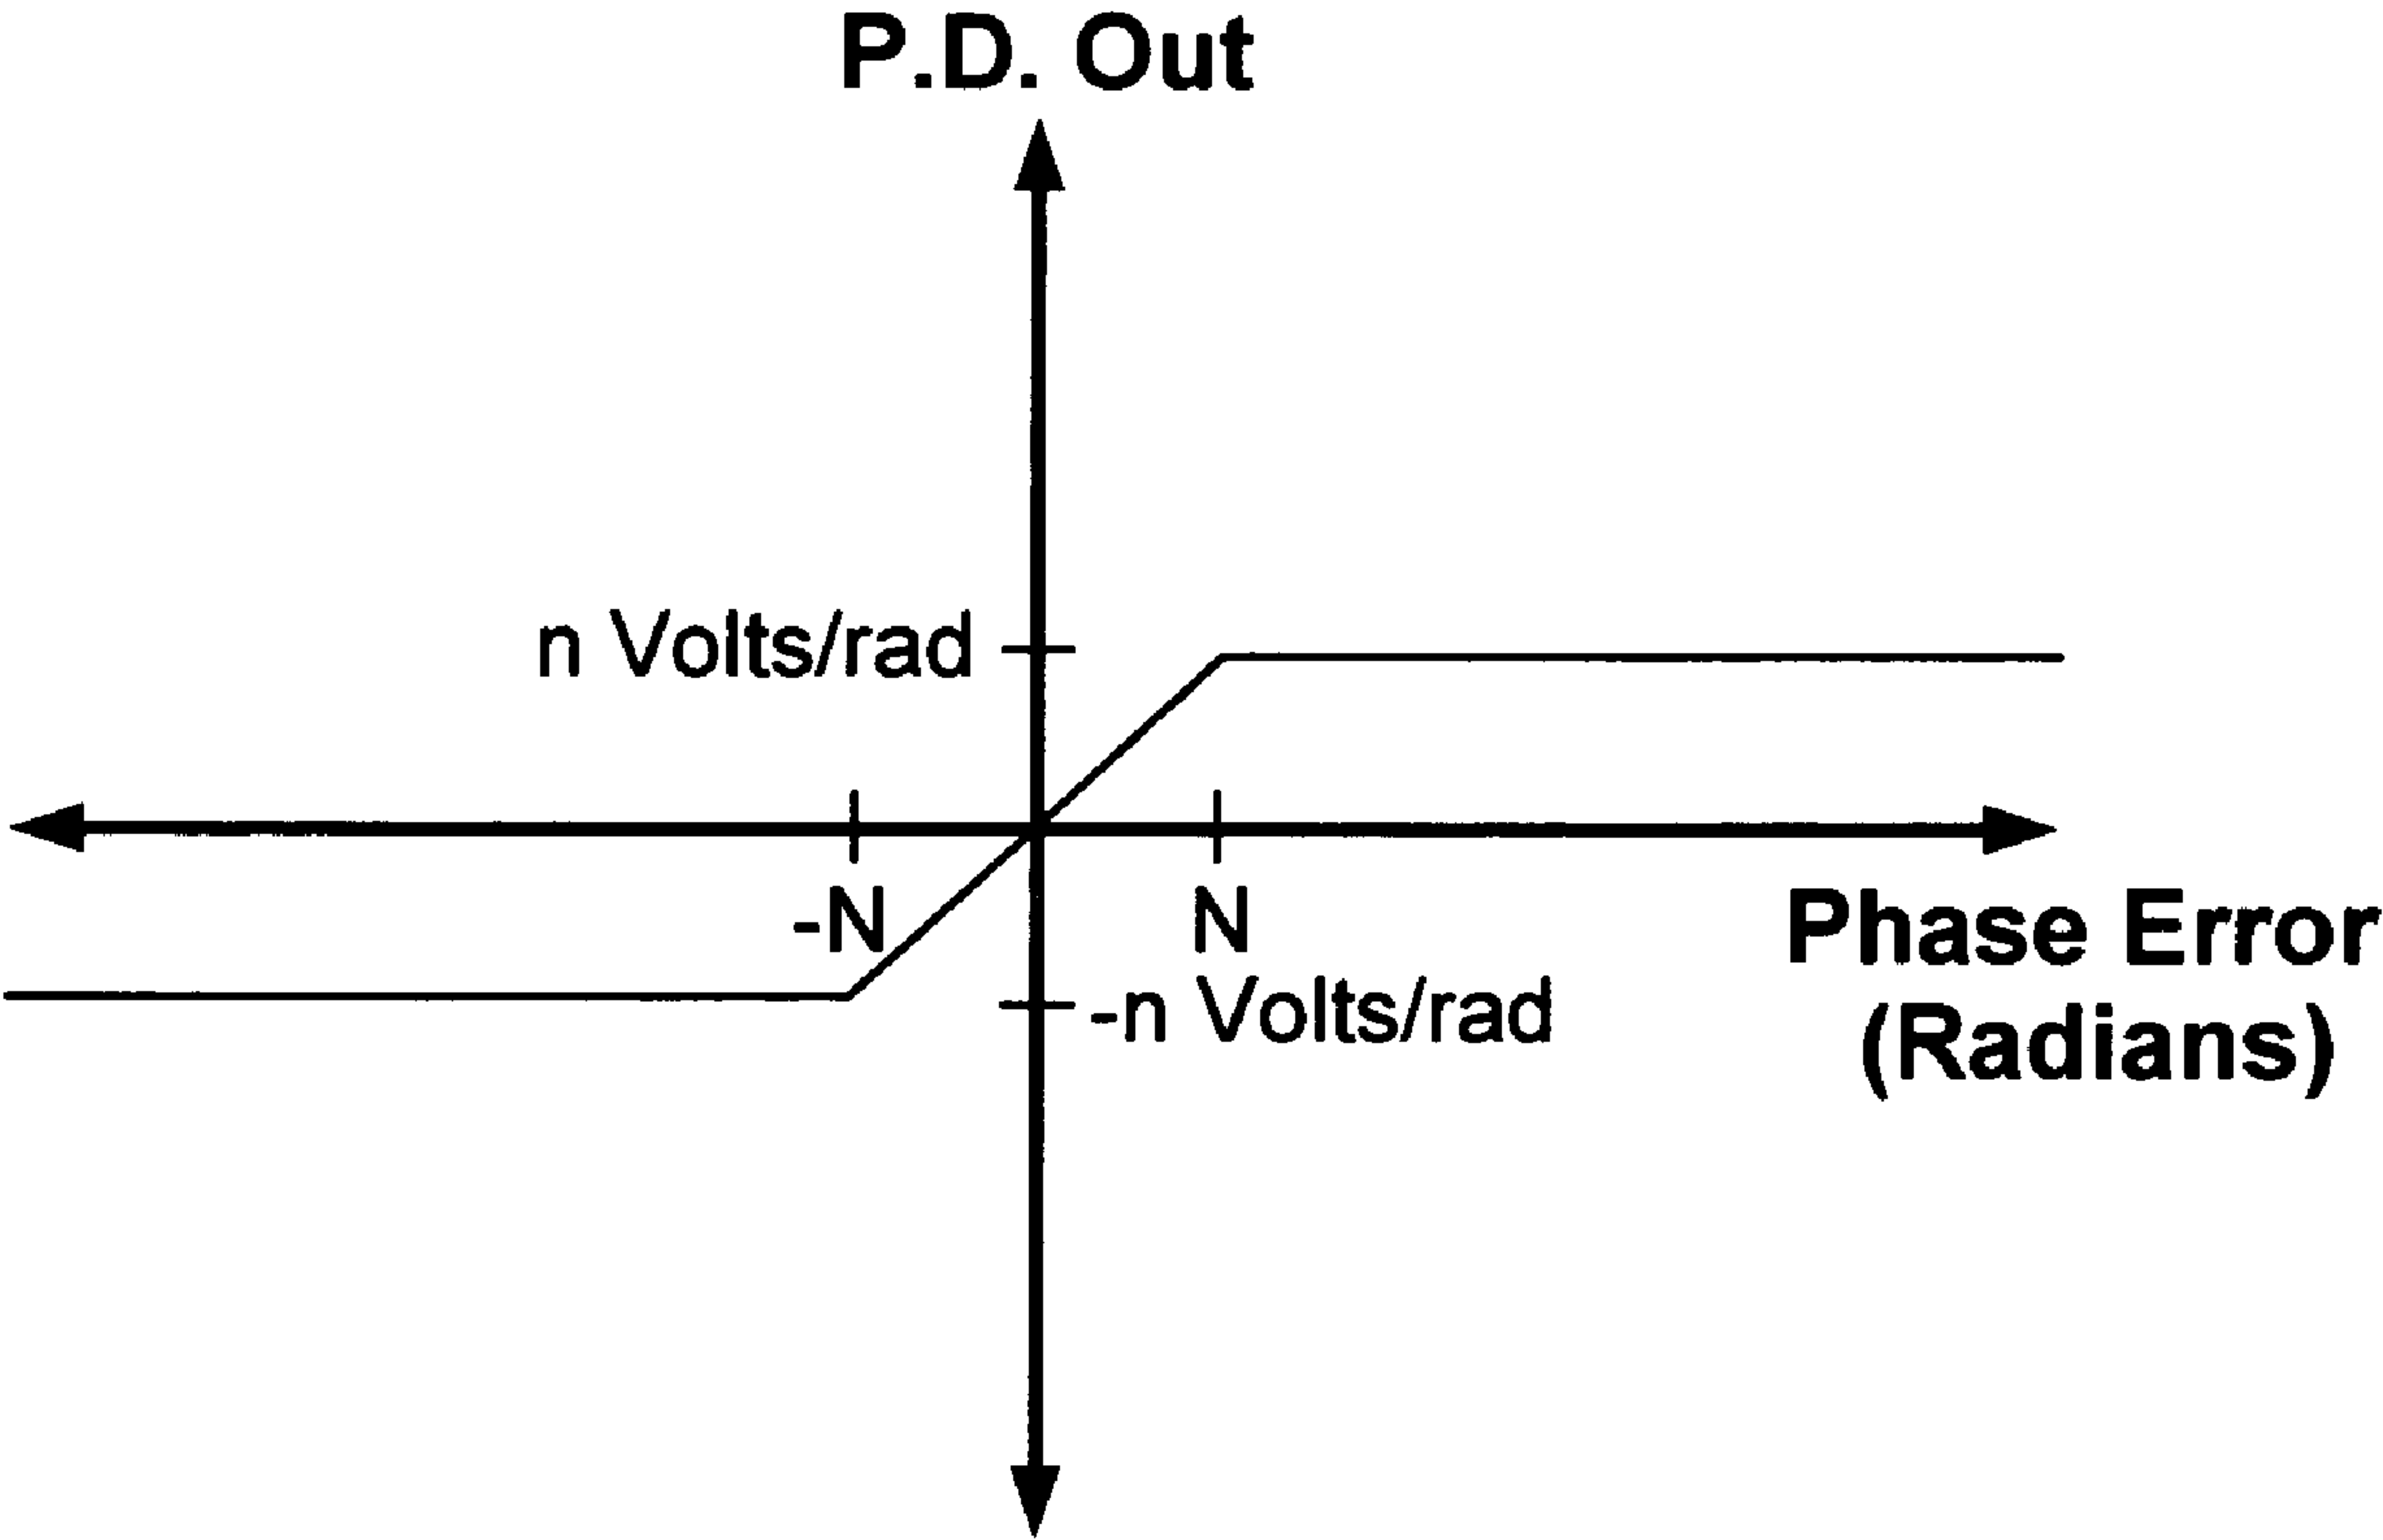 P.D. Out
n Volts/rad
-N
N
Phase Error
(Radians)
-n Volts/rad